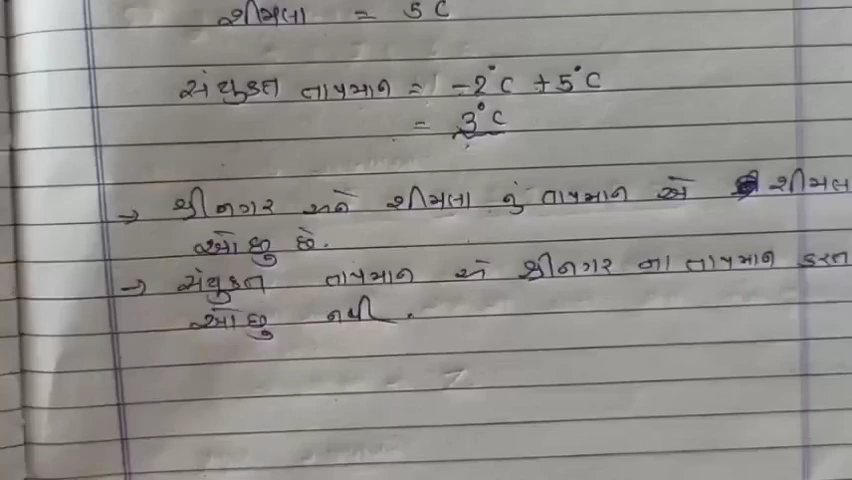 શીમલા = 5 C
સંયુક્ત તાપમાન = -2°C + 5°C
= 3°C
→ શ્રીનગર અને શીમલા નું તાપમાન એ શીમલ
ઓછુ છે.
→ સંયુક્ત તાપમાન એ શ્રીનગર ના તાપમાન કરત
ઓછુ નથી.